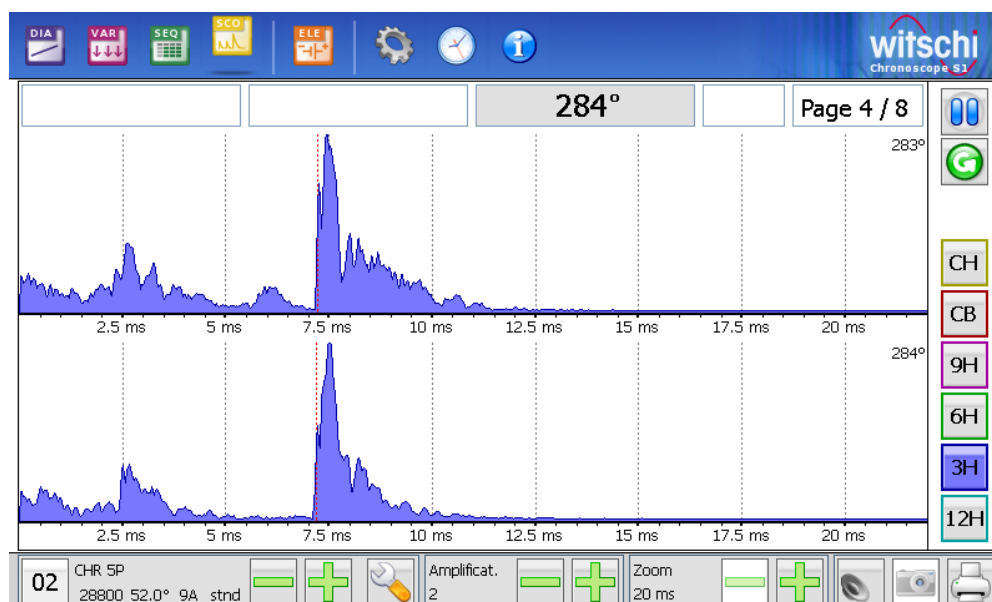 DIA
VAR
SEQ
SCO
ELE
witschi
Chronoscope S1
284°
Page 4 / 8
283°
2.5 ms 5 ms 7.5 ms 10 ms 12.5 ms 15 ms 17.5 ms 20 ms
284°
2.5 ms 5 ms 7.5 ms 10 ms 12.5 ms 15 ms 17.5 ms 20 ms
CH
CB
9H
6H
3H
12H
02
CHR 5P
28800 52.0° 9A stnd
Amplificat.
2
Zoom
20 ms